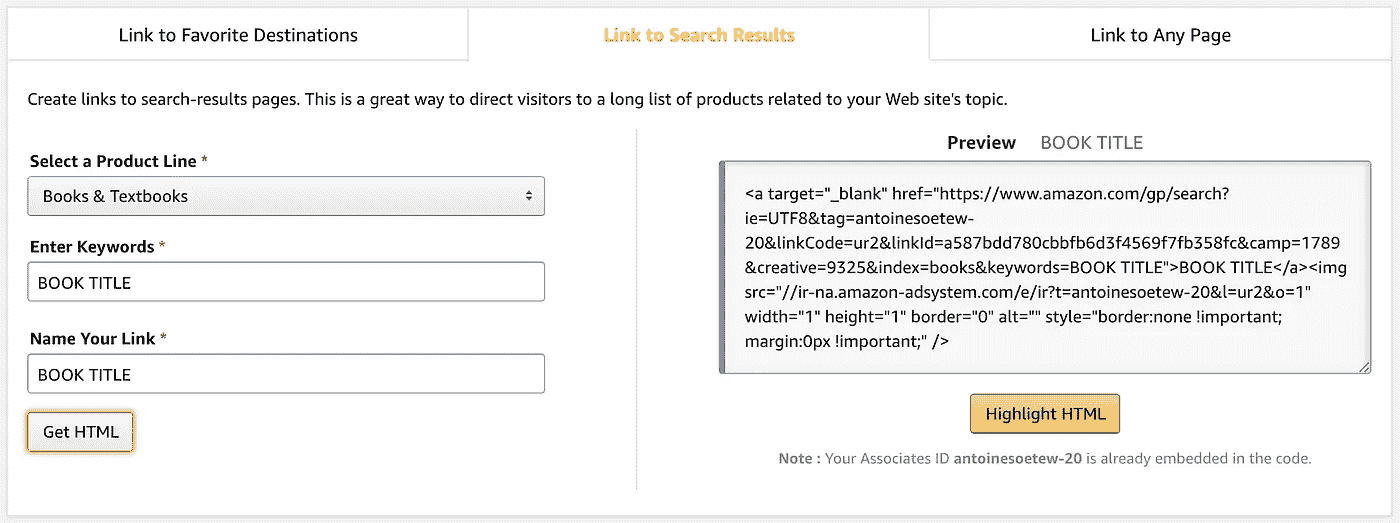 Link to Favorite Destinations
Link to Search Results
Link to Any Page
Create links to search-results pages. This is a great way to direct visitors to a long list of products related to your Web site's topic.
Select a Product Line *
Books & Textbooks
Enter Keywords *
BOOK TITLE
Name Your Link *
BOOK TITLE
Get HTML
Preview BOOK TITLE
<a target="_blank" href="https://www.amazon.com/gp/search?
ie=UTF8&tag=antoinesoetew-
20&linkCode=ur2&linkId=a587bdd780cbbfb6d3f4569f7fb358fc&camp=1789
&creative=9325&index=books&keywords=BOOK TITLE">BOOK TITLE</a><img
src="//ir-na.amazon-adsystem.com/e/ir?t=antoinesoetew-20&l=ur2&o=1"
width="1" height="1" border="0" alt="" style="border:none !important;
margin:0px !important;" />
Highlight HTML
Note : Your Associates ID antoinesoetew-20 is already embedded in the code.